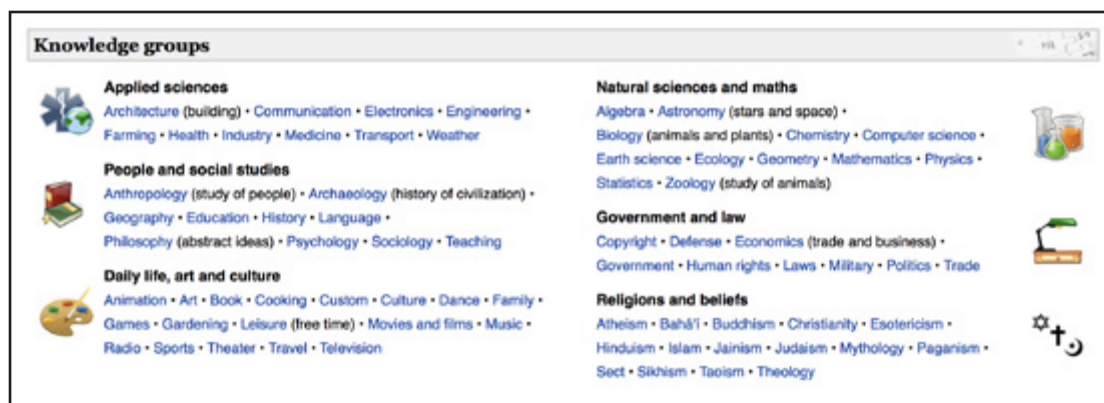 Knowledge groups
Applied sciences
Architecture (building) • Communication • Electronics • Engineering •
Farming • Health • Industry • Medicine • Transport • Weather
People and social studies
Anthropology (study of people) • Archaeology (history of civilization) •
Geography • Education • History • Language •
Philosophy (abstract ideas) • Psychology • Sociology • Teaching
Daily life, art and culture
Animation • Art • Book • Cooking • Custom • Culture • Dance • Family •
Games • Gardening • Leisure (free time) • Movies and films • Music •
Radio • Sports • Theater • Travel • Television
Natural sciences and maths
Algebra • Astronomy (stars and space) •
Biology (animals and plants) • Chemistry • Computer science •
Earth science • Ecology • Geometry • Mathematics • Physics •
Statistics • Zoology (study of animals)
Government and law
Copyright • Defense • Economics (trade and business) •
Government • Human rights • Laws • Military • Politics • Trade
Religions and beliefs
Atheism • Bahá'í • Buddhism • Christianity • Esotericism •
Hinduism • Islam • Jainism • Judaism • Mythology • Paganism •
Sect • Sikhism • Taoism • Theology